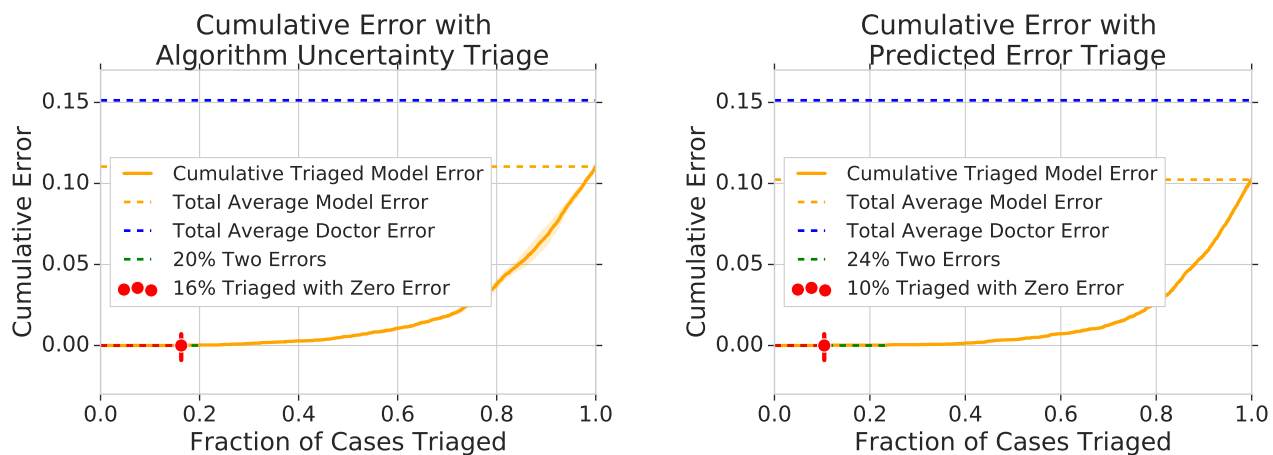 Cumulative Error with
Algorithm Uncertainty Triage
Cumulative Error
0.15
0.10
0.05
0.00
Cumulative Triaged Model Error
Total Average Model Error
Total Average Doctor Error
20% Two Errors
16% Triaged with Zero Error
0.0 0.2 0.4 0.6 0.8 1.0
Fraction of Cases Triaged
Cumulative Error with
Predicted Error Triage
Cumulative Error
0.15
0.10
0.05
0.00
Cumulative Triaged Model Error
Total Average Model Error
Total Average Doctor Error
24% Two Errors
10% Triaged with Zero Error
0.0 0.2 0.4 0.6 0.8 1.0
Fraction of Cases Triaged